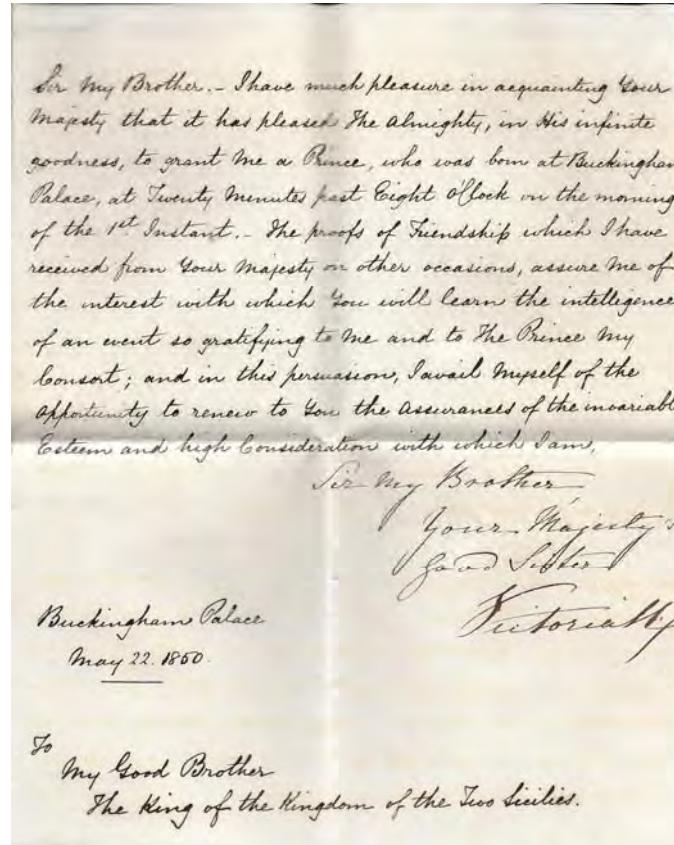 Sir My Brother. - I have much pleasure in acquainting Your
Majesty that it has pleased The Almighty, in His infinite
goodness, to grant Me a Prince, who was born at Buckingham
Palace, at Twenty Minutes past Eight O'Clock on the morning
of the 1st Instant. - The proofs of Friendship which I have
received from Your Majesty on other occasions, assure Me of
the interest with which You will learn the intelligence
of an event so gratifying to Me and to The Prince My
Consort; and in this persuasion, I avail Myself of the
opportunity to renew to You the Assurances of the invariable
Esteem and high Consideration with which I am,
Sir My Brother
Your Majesty's
Good Sister
Victoria R
Buckingham Palace
May 22. 1850.
To
My Good Brother
The King of the Kingdom of the Two Sicilies.